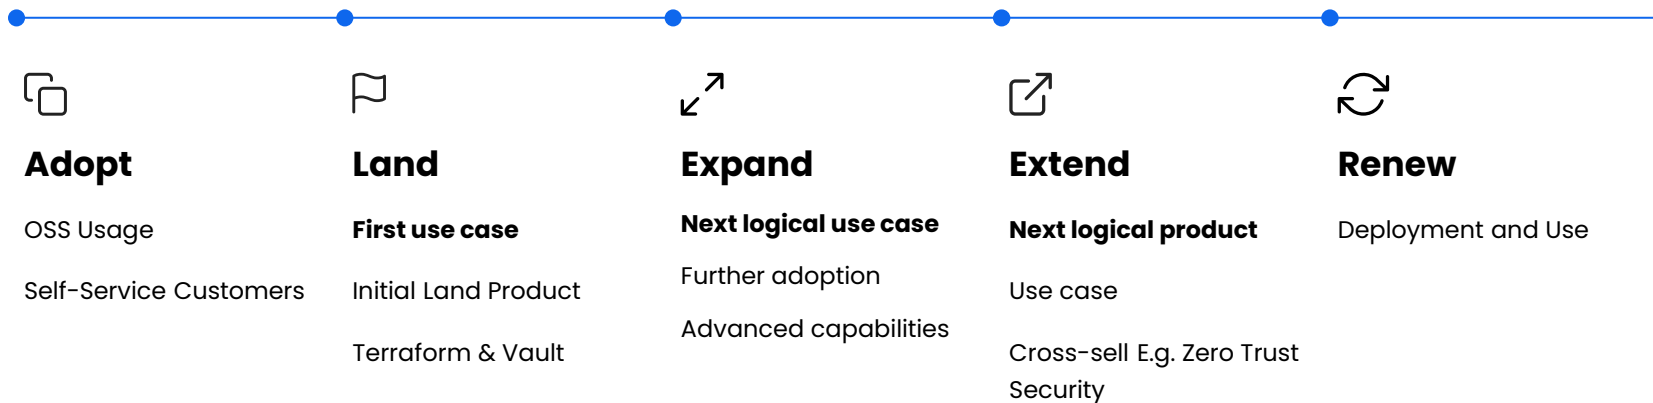 Adopt
OSS Usage
Self-Service Customers
Land
First use case
Initial Land Product
Terraform & Vault
Expand
Next logical use case
Further adoption
Advanced capabilities
Extend
Next logical product
Use case
Cross-sell E.g. Zero Trust
Security
Renew
Deployment and Use